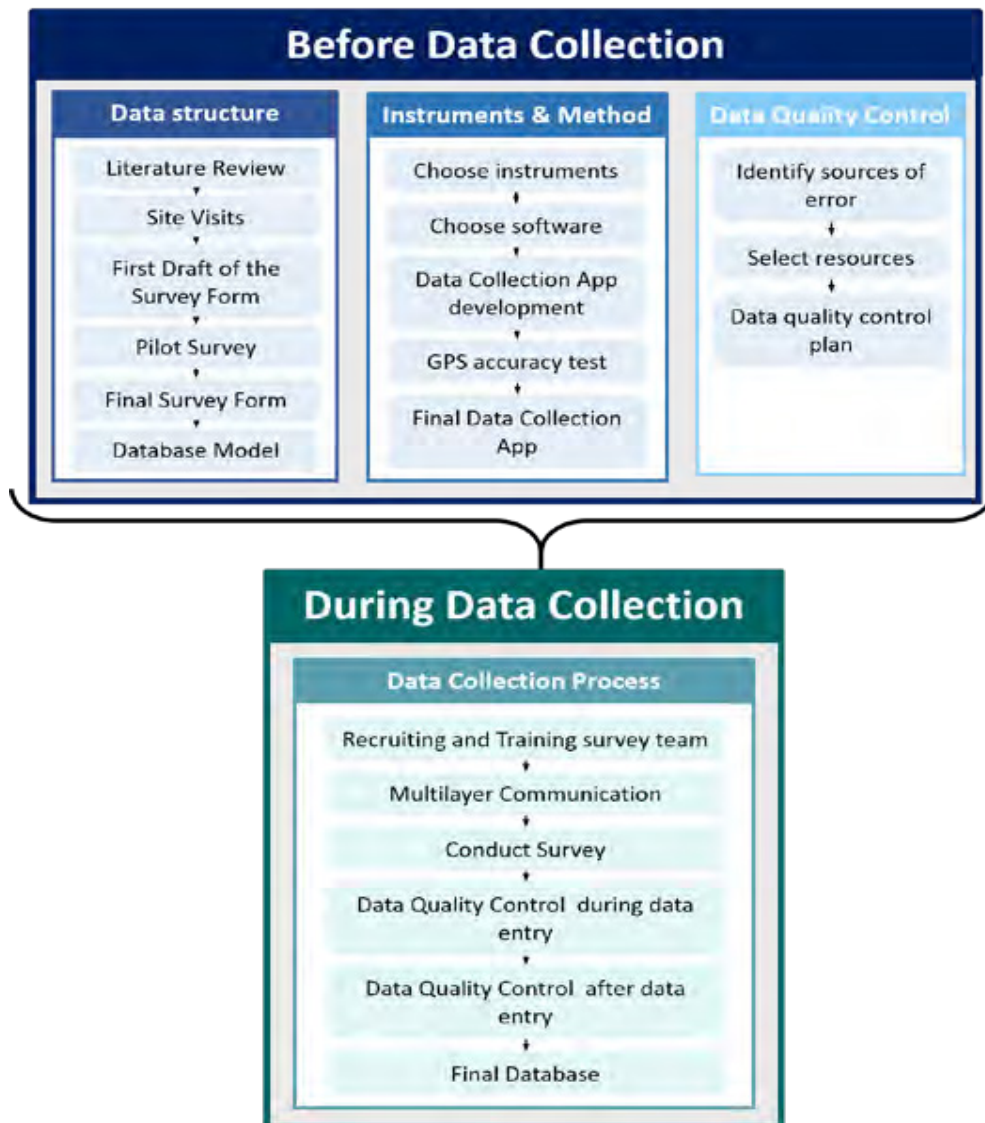 Before Data Collection
Data structure
Literature Review
Site Visits
First Draft of the
Survey Form
Pilot Survey
Final Survey Form
Database Model
Instruments & Method
Choose instruments
Choose software
Data Collection App
development
GPS accuracy test
Final Data Collection
App
Data Quality Control
Identify sources of
error
Select resources
Data quality control
plan
During Data Collection
Data Collection Process
Recruiting and Training survey team
Multilayer Communication
Conduct Survey
Data Quality Control during data
entry
Data Quality Control after data
entry
Final Database